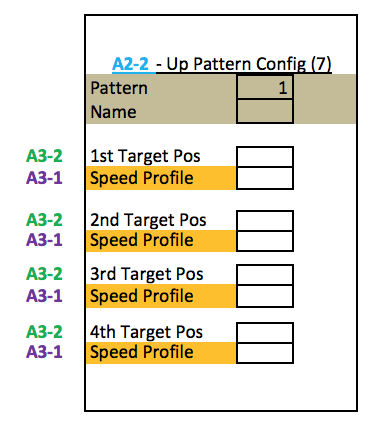 A2-2 - Up Pattern Config (7)
Pattern 1
Name
A3-2 1st Target Pos
A3-1 Speed Profile
A3-2 2nd Target Pos
A3-1 Speed Profile
A3-2 3rd Target Pos
A3-1 Speed Profile
A3-2 4th Target Pos
A3-1 Speed Profile